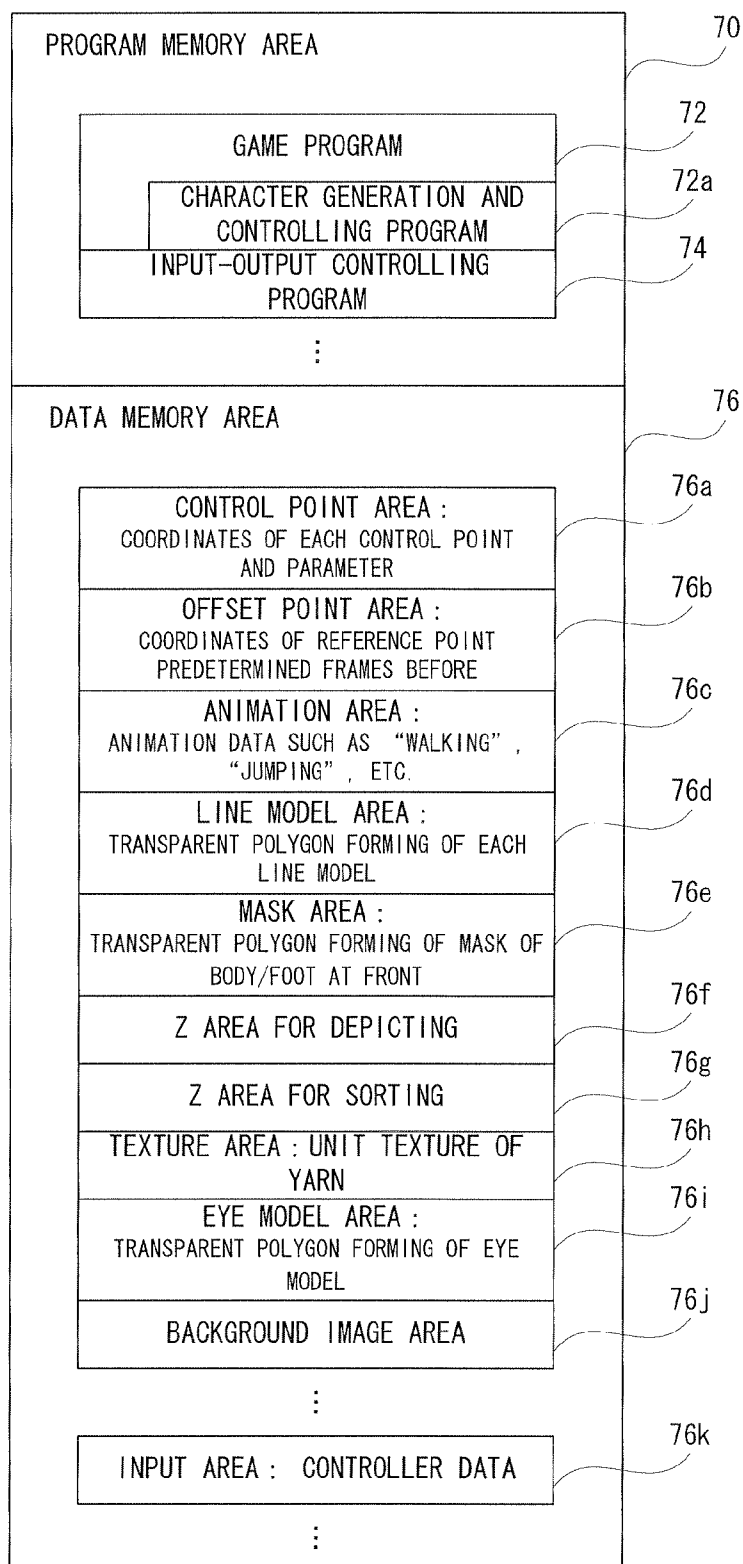 PROGRAM MEMORY AREA
70
GAME PROGRAM
72
CHARACTER GENERATION AND
CONTROLLING PROGRAM
72a
INPUT-OUTPUT CONTROLLING
PROGRAM
74
⋮
DATA MEMORY AREA
76
CONTROL POINT AREA :
COORDINATES OF EACH CONTROL POINT
AND PARAMETER
76a
OFFSET POINT AREA :
COORDINATES OF REFERENCE POINT
PREDETERMINED FRAMES BEFORE
76b
ANIMATION AREA :
ANIMATION DATA SUCH AS “WALKING” ,
“JUMPING” , ETC.
76c
LINE MODEL AREA :
TRANSPARENT POLYGON FORMING OF EACH
LINE MODEL
76d
MASK AREA :
TRANSPARENT POLYGON FORMING OF MASK OF
BODY/FOOT AT FRONT
76e
Z AREA FOR DEPICTING
76f
Z AREA FOR SORTING
76g
TEXTURE AREA : UNIT TEXTURE OF
YARN
76h
EYE MODEL AREA :
TRANSPARENT POLYGON FORMING OF EYE
MODEL
76i
BACKGROUND IMAGE AREA
76j
⋮
INPUT AREA : CONTROLLER DATA
76k
⋮